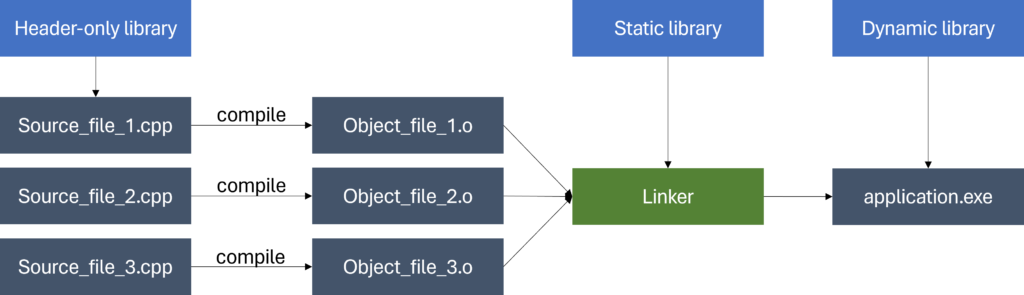 Header-only library
Static library
Dynamic library
Source_file_1.cpp
compile
Object_file_1.o
Source_file_2.cpp
compile
Object_file_2.o
Linker
application.exe
Source_file_3.cpp
compile
Object_file_3.o